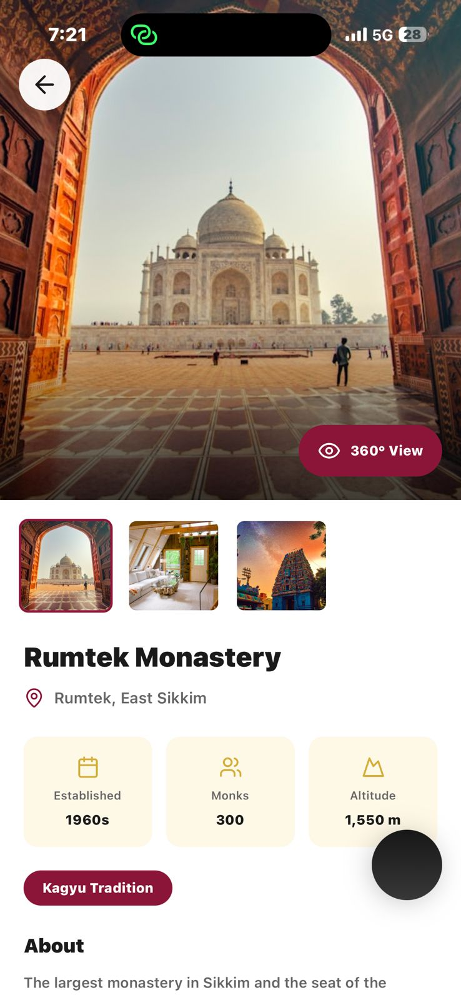 7:21
5G 28
360° View
Rumtek Monastery
Rumtek, East Sikkim
Established
1960s
Monks
300
Altitude
1,550 m
Kagyu Tradition
About
The largest monastery in Sikkim and the seat of the